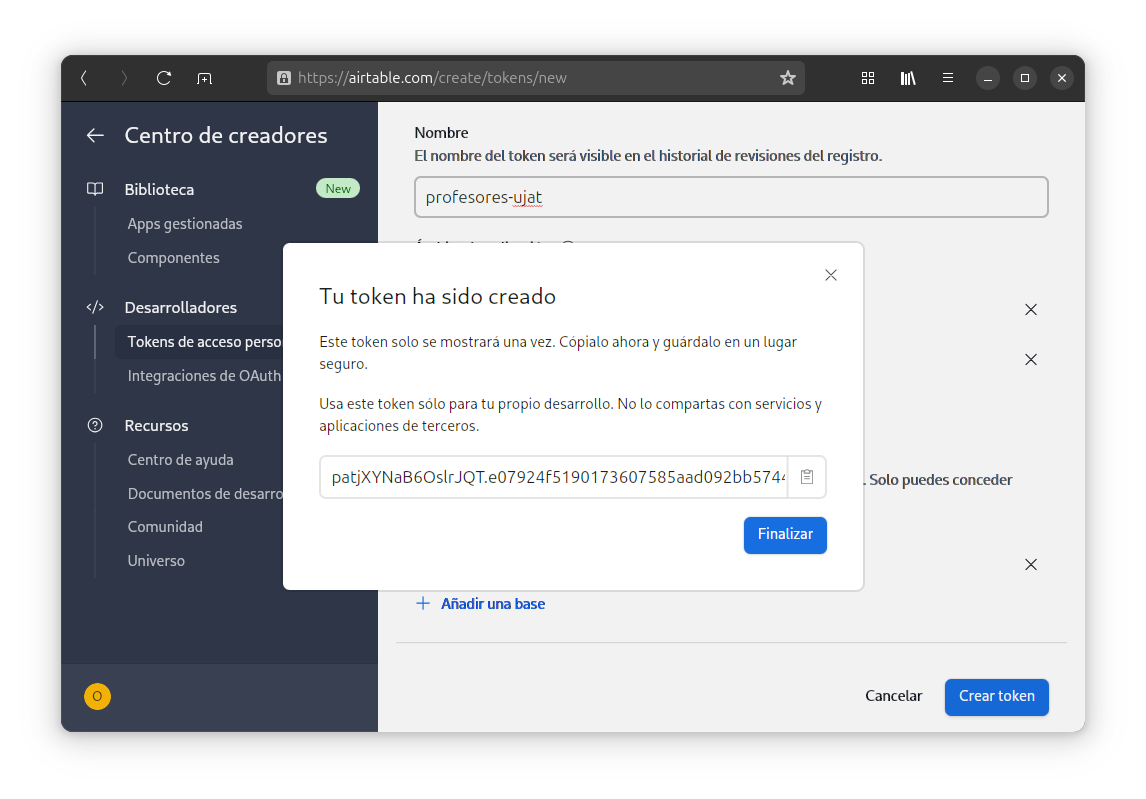 https://airtable.com/create/tokens/new
Centro de creadores
Biblioteca
New
Apps gestionadas
Componentes
Desarrolladores
Tokens de acceso perso
Integraciones de OAuth
Recursos
Centro de ayuda
Documentos de desarro
Comunidad
Universo
O
Nombre
El nombre del token será visible en el historial de revisiones del registro.
profesores-ujat
Tu token ha sido creado
Este token solo se mostrará una vez. Cópialo ahora y guárdalo en un lugar
seguro.
Usa este token sólo para tu propio desarrollo. No lo compartas con servicios y
aplicaciones de terceros.
patjXYNaB6OslrJQT.e07924f5190173607585aad092bb5744
Finalizar
. Solo puedes conceder
Añadir una base
Cancelar
Crear token